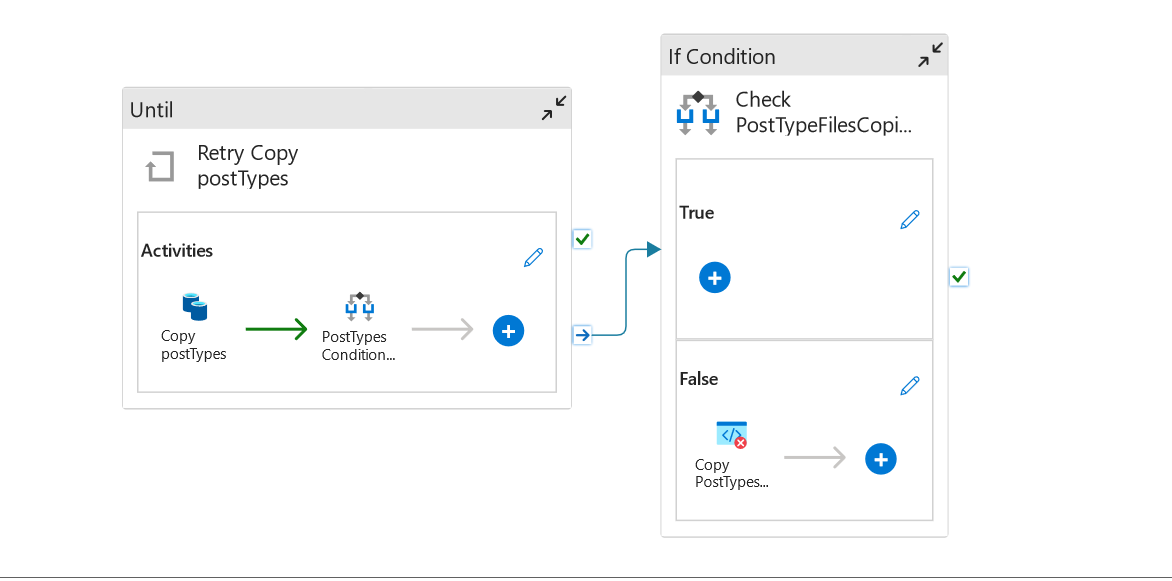 Until
Retry Copy
postTypes
Activities
Copy
postTypes
PostTypes
Condition...
If Condition
Check
PostTypeFilesCopi...
True
False
Copy
PostTypes...